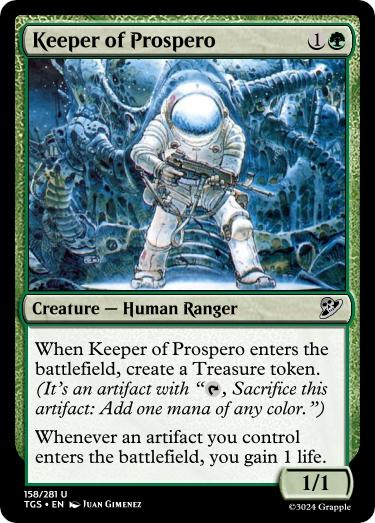 Keeper of Prospero 1
Creature — Human Ranger
When Keeper of Prospero enters the
battlefield, create a Treasure token.
(It's an artifact with “, Sacrifice this
artifact: Add one mana of any color.”)
Whenever an artifact you control
enters the battlefield, you gain 1 life.
1/1
158/281 U
TGS • EN Juan Gimenez
©3024 Grapple